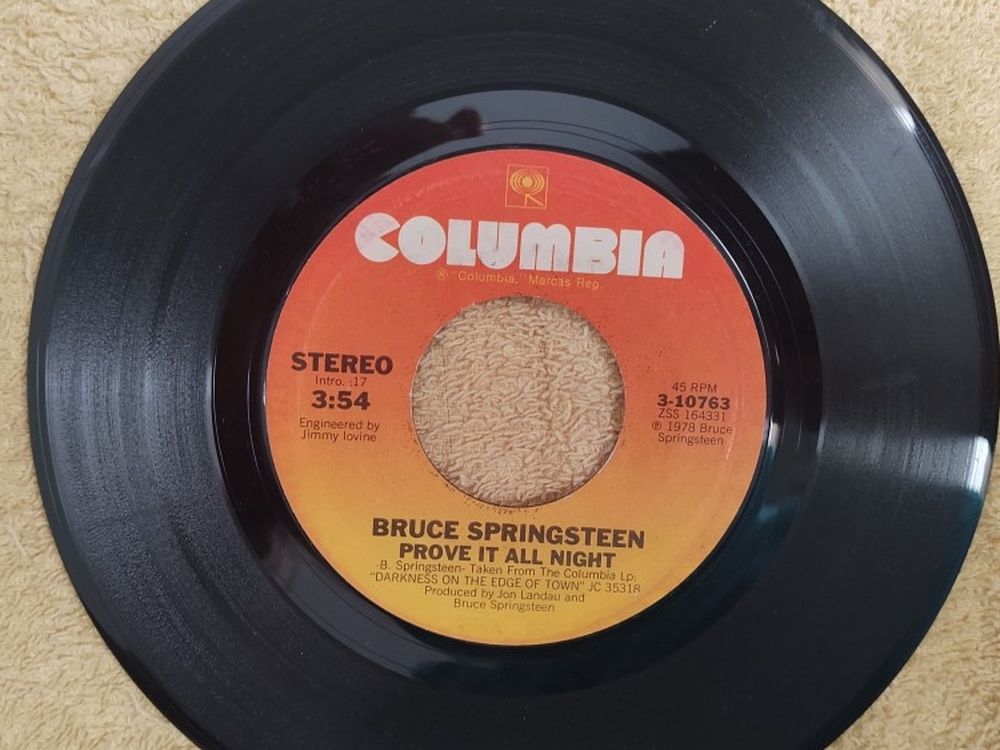 COLUMBIA
® "Columbia," Marcas Reg.
STEREO
Intro. :17
3:54
Engineered by
Jimmy Iovine
45 RPM
3-10763
ZSS 164331
℗ 1978 Bruce
Springsteen
BRUCE SPRINGSTEEN
PROVE IT ALL NIGHT
-B. Springsteen- Taken From The Columbia Lp:
"DARKNESS ON THE EDGE OF TOWN" JC 35318
Produced by Jon Landau and
Bruce Springsteen